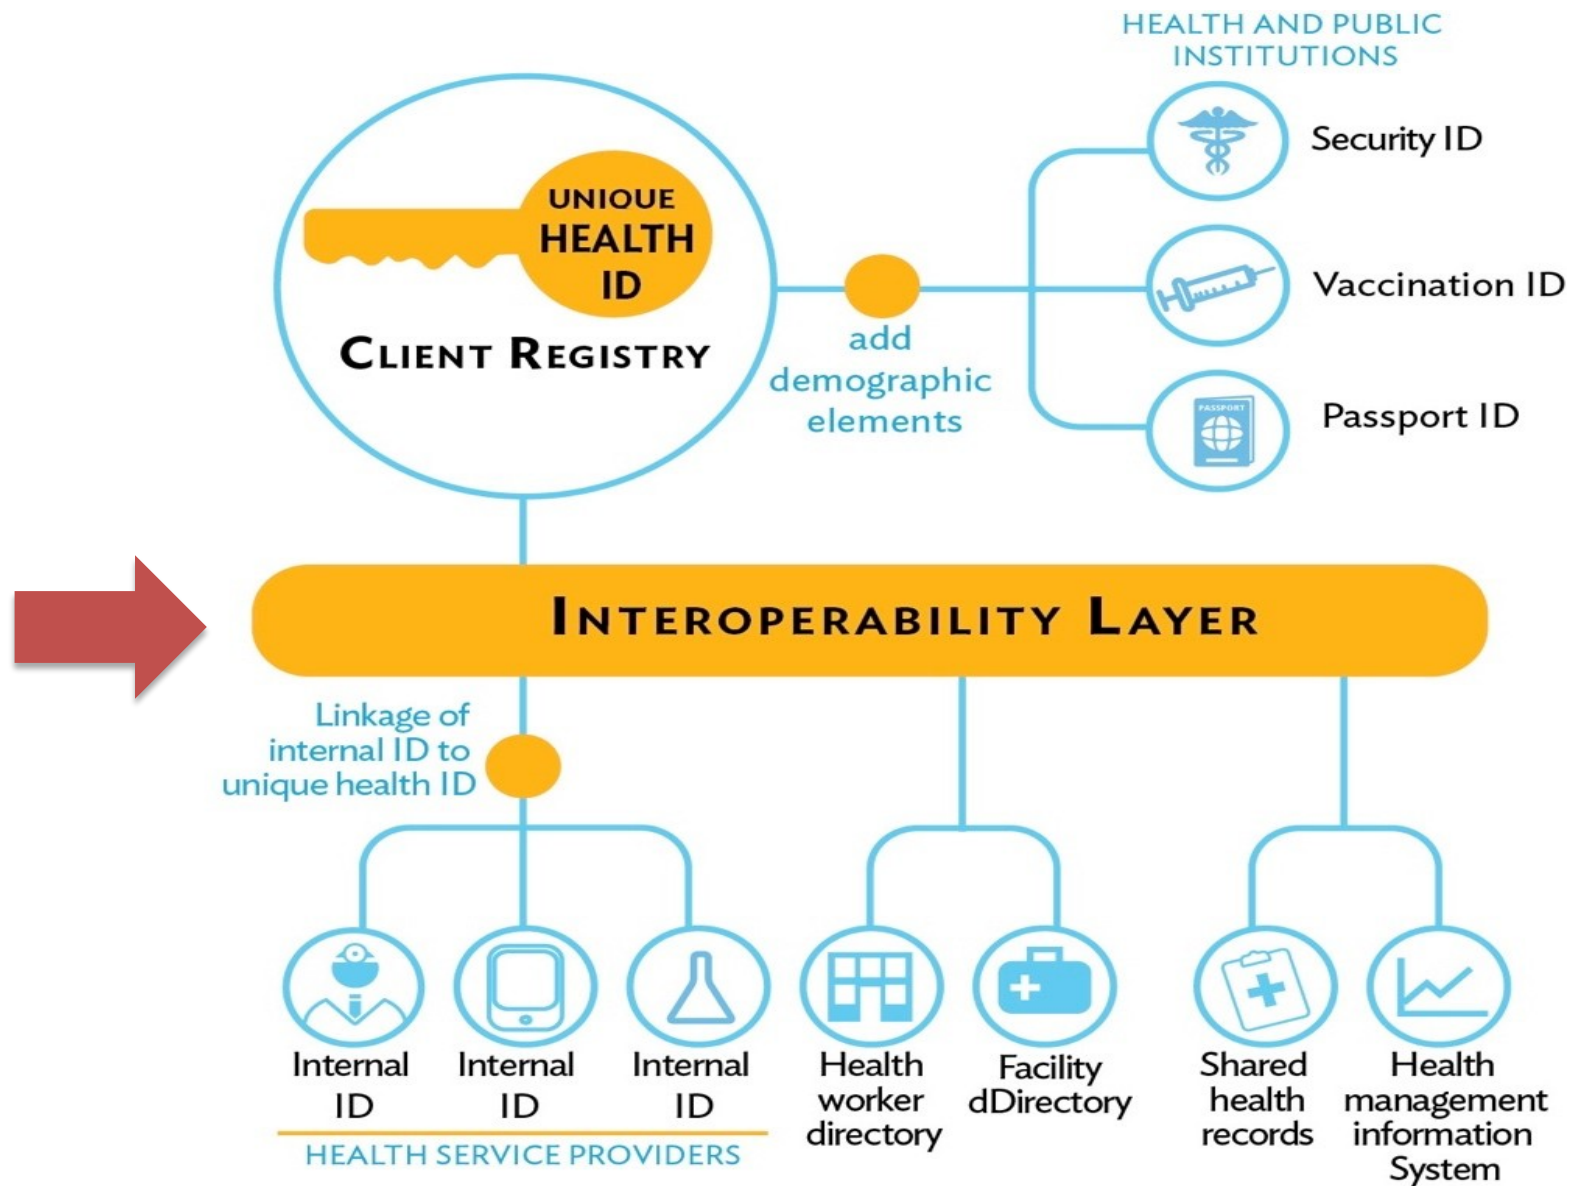 HEALTH AND PUBLIC
INSTITUTIONS
Security ID
Vaccination ID
PASSPORT
Passport ID
UNIQUE
HEALTH
ID
CLIENT REGISTRY
add
demographic
elements
INTEROPERABILITY LAYER
Linkage of
internal ID to
unique health ID
Internal
ID
Internal
ID
Internal
ID
HEALTH SERVICE PROVIDERS
Health
worker
directory
Facility
dDirectory
Shared
health
records
Health
management
information
System